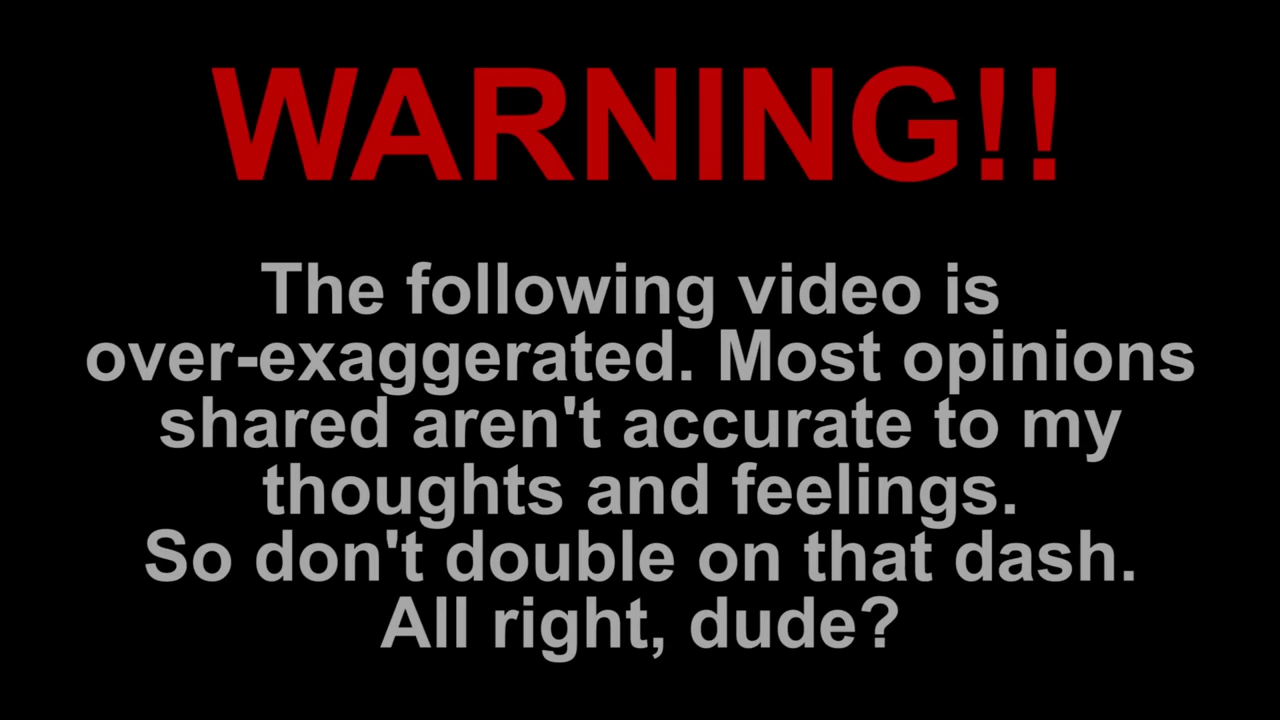 WARNING!!
The following video is
over-exaggerated. Most opinions
shared aren't accurate to my
thoughts and feelings.
So don't double on that dash.
All right, dude?